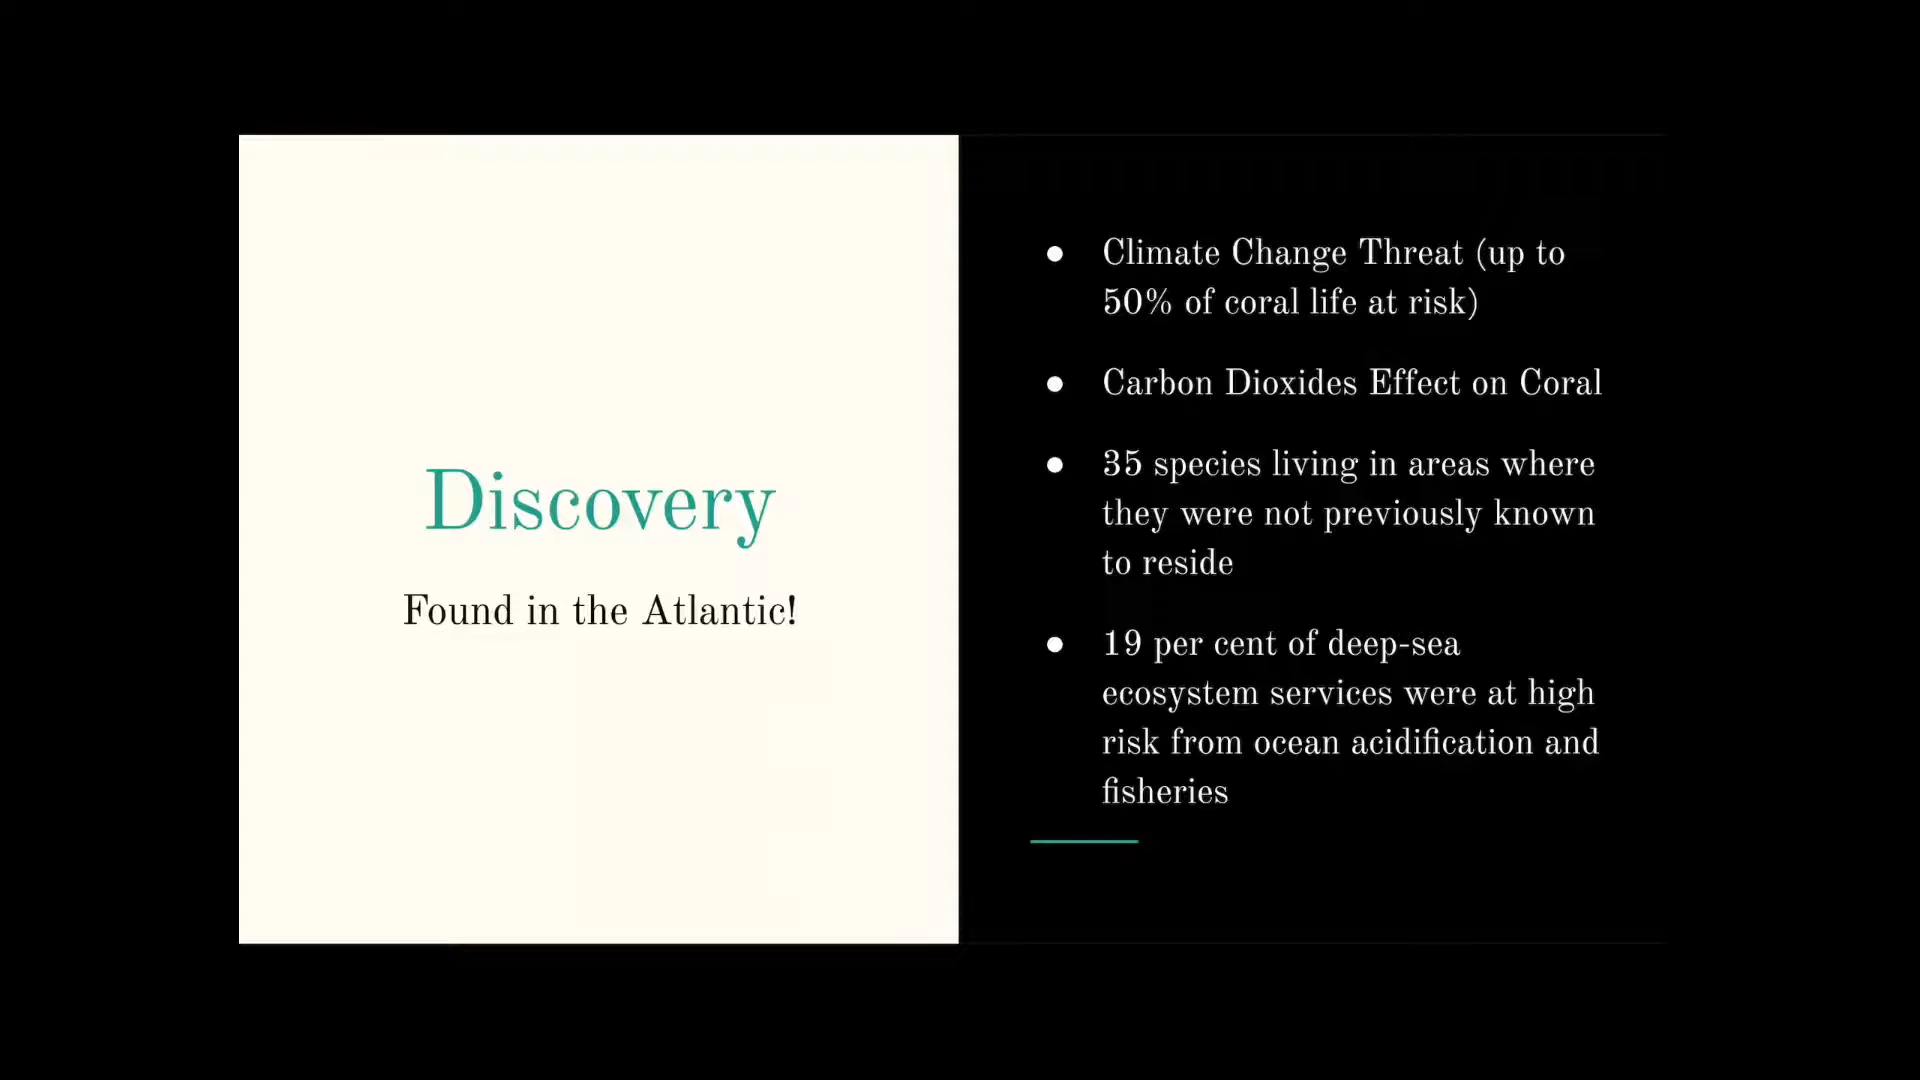 Discovery
Found in the Atlantic!
● Climate Change Threat (up to
50% of coral life at risk)
● Carbon Dioxides Effect on Coral
● 35 species living in areas where
they were not previously known
to reside
● 19 per cent of deep-sea
ecosystem services were at high
risk from ocean acidification and
fisheries